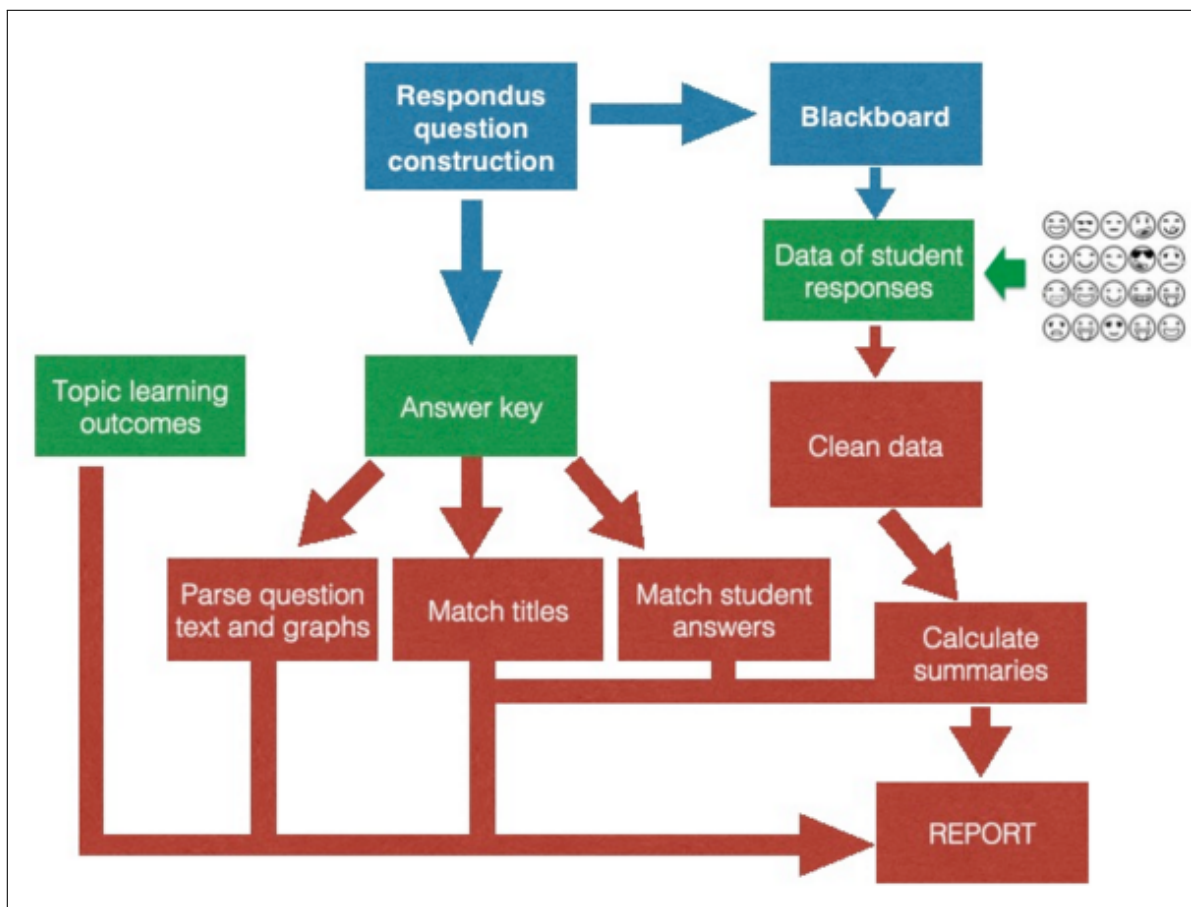 Respondus
question
construction
Blackboard
Data of student
responses
Topic learning
outcomes
Answer key
Clean data
Parse question
text and graphs
Match titles
Match student
answers
Calculate
summaries
REPORT